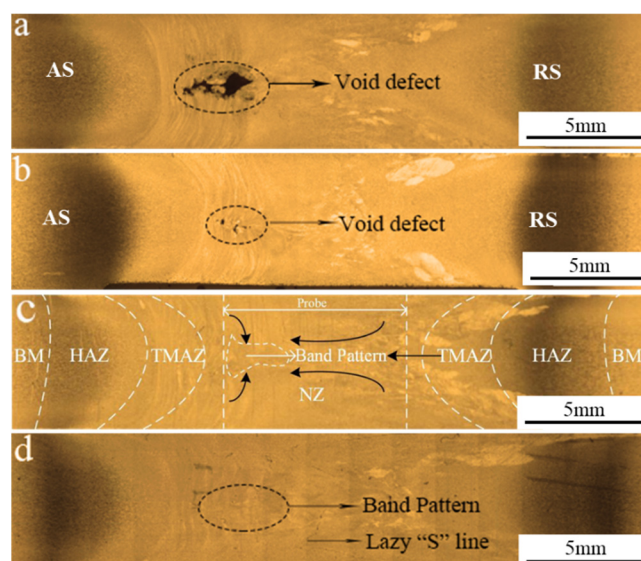 a
AS
Void defect
RS
5mm
b
AS
Void defect
RS
5mm
c
Probe
BM
HAZ
TMAZ
Band Pattern
TMAZ
HAZ
BM
NZ
5mm
d
Band Pattern
Lazy “S” line
5mm